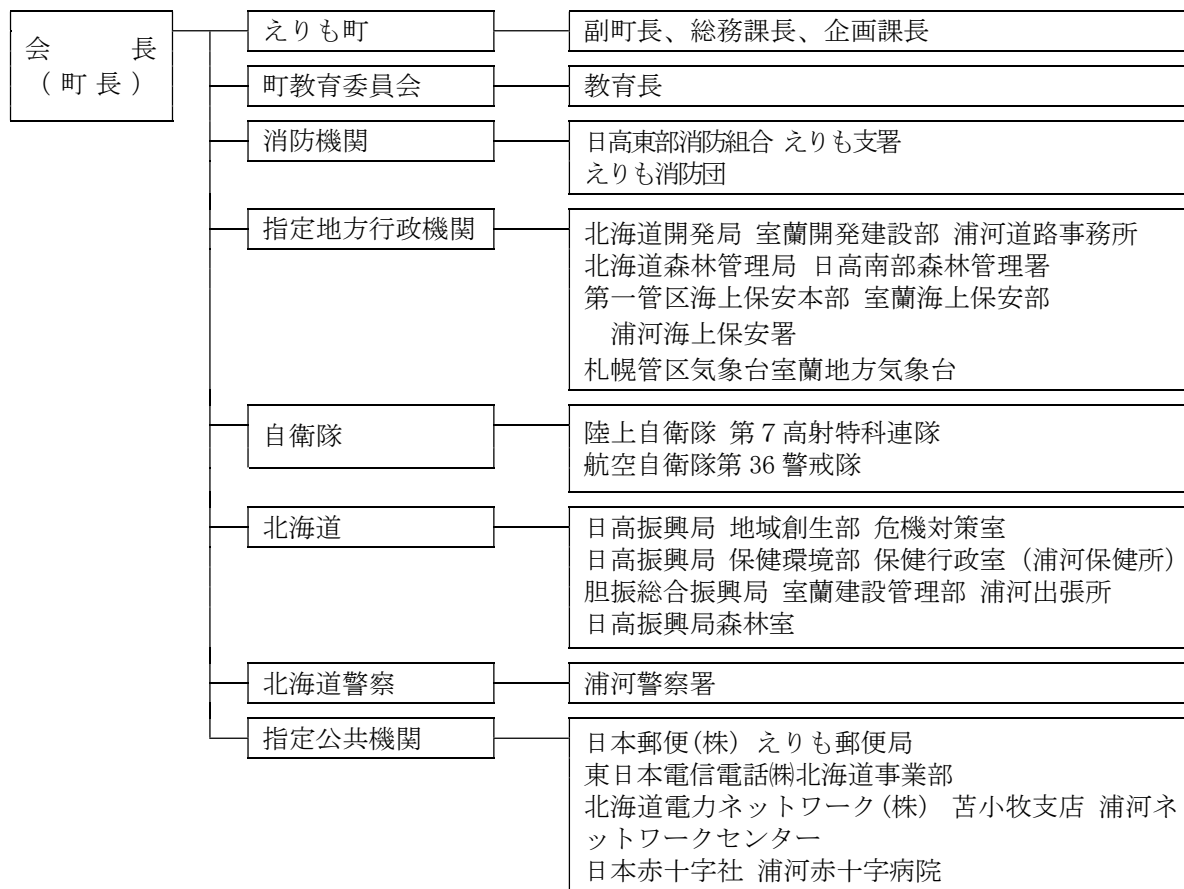 会長
（町長）
えりも町
副町長、総務課長、企画課長
町教育委員会
教育長
消防機関
日高東部消防組合 えりも支署
えりも消防団
指定地方行政機関
北海道開発局 室蘭開発建設部 浦河道路事務所
北海道森林管理局 日高南部森林管理署
第一管区海上保安本部 室蘭海上保安部
浦河海上保安署
札幌管区気象台室蘭地方気象台
自衛隊
陸上自衛隊 第７高射特科連隊
航空自衛隊第 36 警戒隊
北海道
日高振興局 地域創生部 危機対策室
日高振興局 保健環境部 保健行政室（浦河保健所）
胆振総合振興局 室蘭建設管理部 浦河出張所
日高振興局森林室
北海道警察
浦河警察署
指定公共機関
日本郵便(株) えりも郵便局
東日本電信電話㈱北海道事業部
北海道電力ネットワーク(株) 苫小牧支店 浦河ネ
ットワークセンター
日本赤十字社 浦河赤十字病院